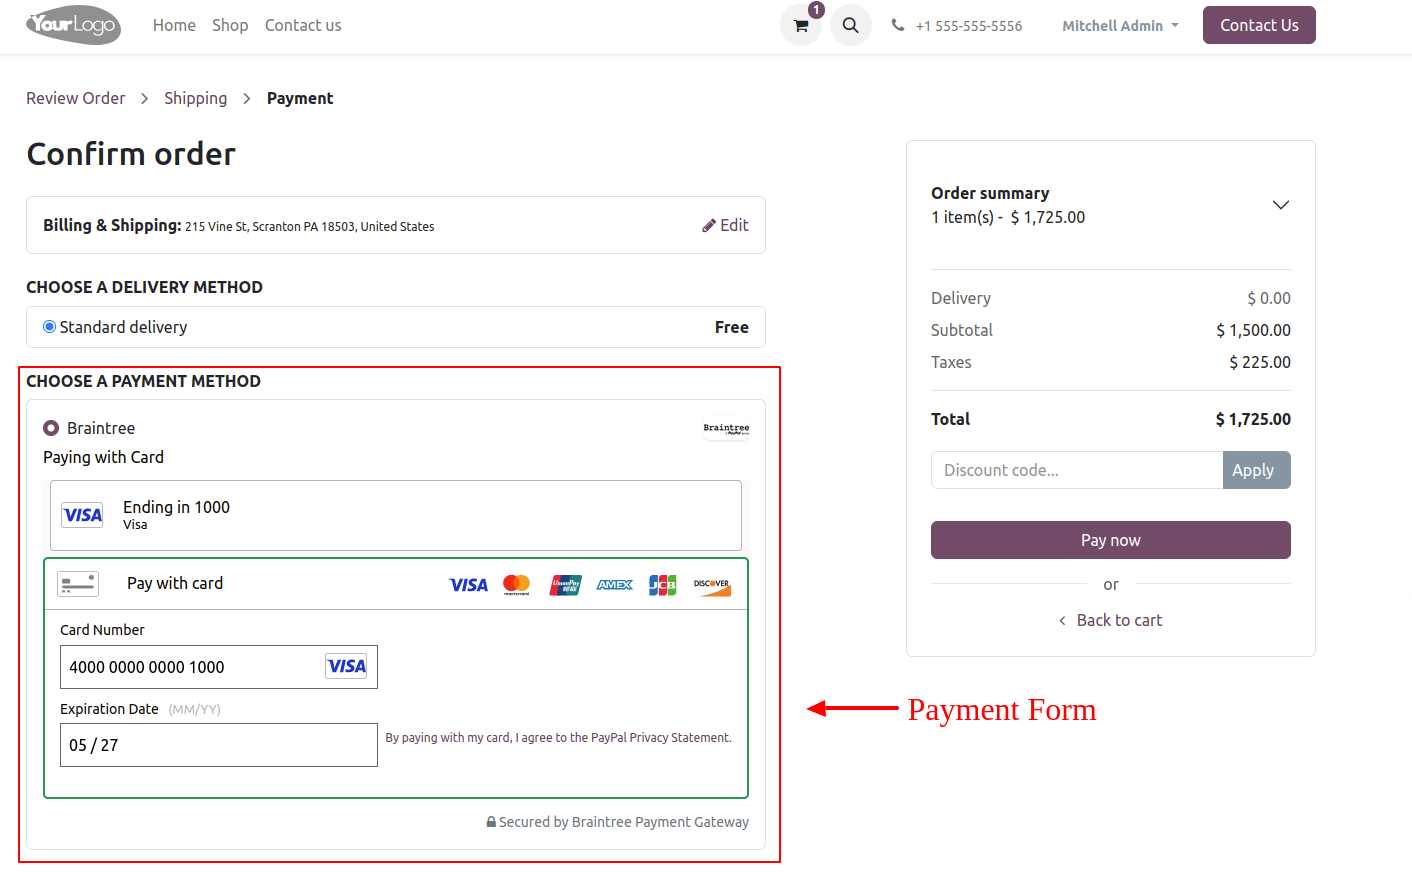 YourLogo
Home Shop Contact us
1
+1 555-555-5556
Mitchell Admin
Contact Us
Review Order > Shipping > Payment
Confirm order
Billing & Shipping: 215 Vine St, Scranton PA 18503, United States
Edit
CHOOSE A DELIVERY METHOD
Standard delivery Free
CHOOSE A PAYMENT METHOD
Braintree
Braintree
Paying with Card
VISA
Ending in 1000
Visa
Pay with card
VISA mastercard UnionPay AMEX JCB DISCOVER
Card Number
4000 0000 0000 1000 VISA
Expiration Date (MM/YY)
05 / 27
By paying with my card, I agree to the PayPal Privacy Statement.
Secured by Braintree Payment Gateway
Order summary
1 item(s) - $ 1,725.00
Delivery $ 0.00
Subtotal $ 1,500.00
Taxes $ 225.00
Total $ 1,725.00
Discount code... Apply
Pay now
or
< Back to cart
Payment Form